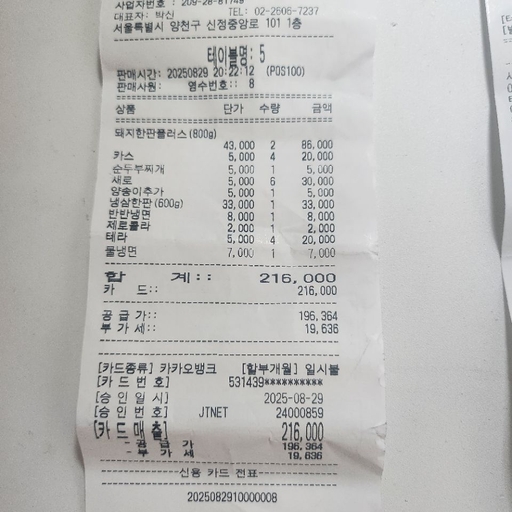 사업자번호 : 209-28-81749
대표자: 박신 TEL: 02-2606-7237
서울특별시 양천구 신정중앙로 101 1층
테이블명: 5
판매시간: 20250829 20:22:12 (POS100)
판매사원: 영수번호:: 8
상품 단가 수량 금액
돼지한판플러스(800g)
43,000 2 86,000
카스 5,000 4 20,000
순두부찌개 5,000 1 5,000
새로 5,000 6 30,000
양송이추가 5,000 1 5,000
냉삼한판(600g) 33,000 1 33,000
반반냉면 8,000 1 8,000
제로콜라 2,000 1 2,000
테라 5,000 4 20,000
물냉면 7,000 1 7,000
합 계:: 216,000
카 드:: 216,000
공 급 가:: 196,364
부 가 세:: 19,636
[카드종류] 카카오뱅크 [할부개월] 일시불
[카 드 번 호] 531439**********
[승 인 일 시] 2025-08-29
[승 인 번 호] JTNET 24000859
[카 드 매 출] 216,000
- 공 급 가 196,364
- 부 가 세 19,636
신용 카드 전표
2025082910000008